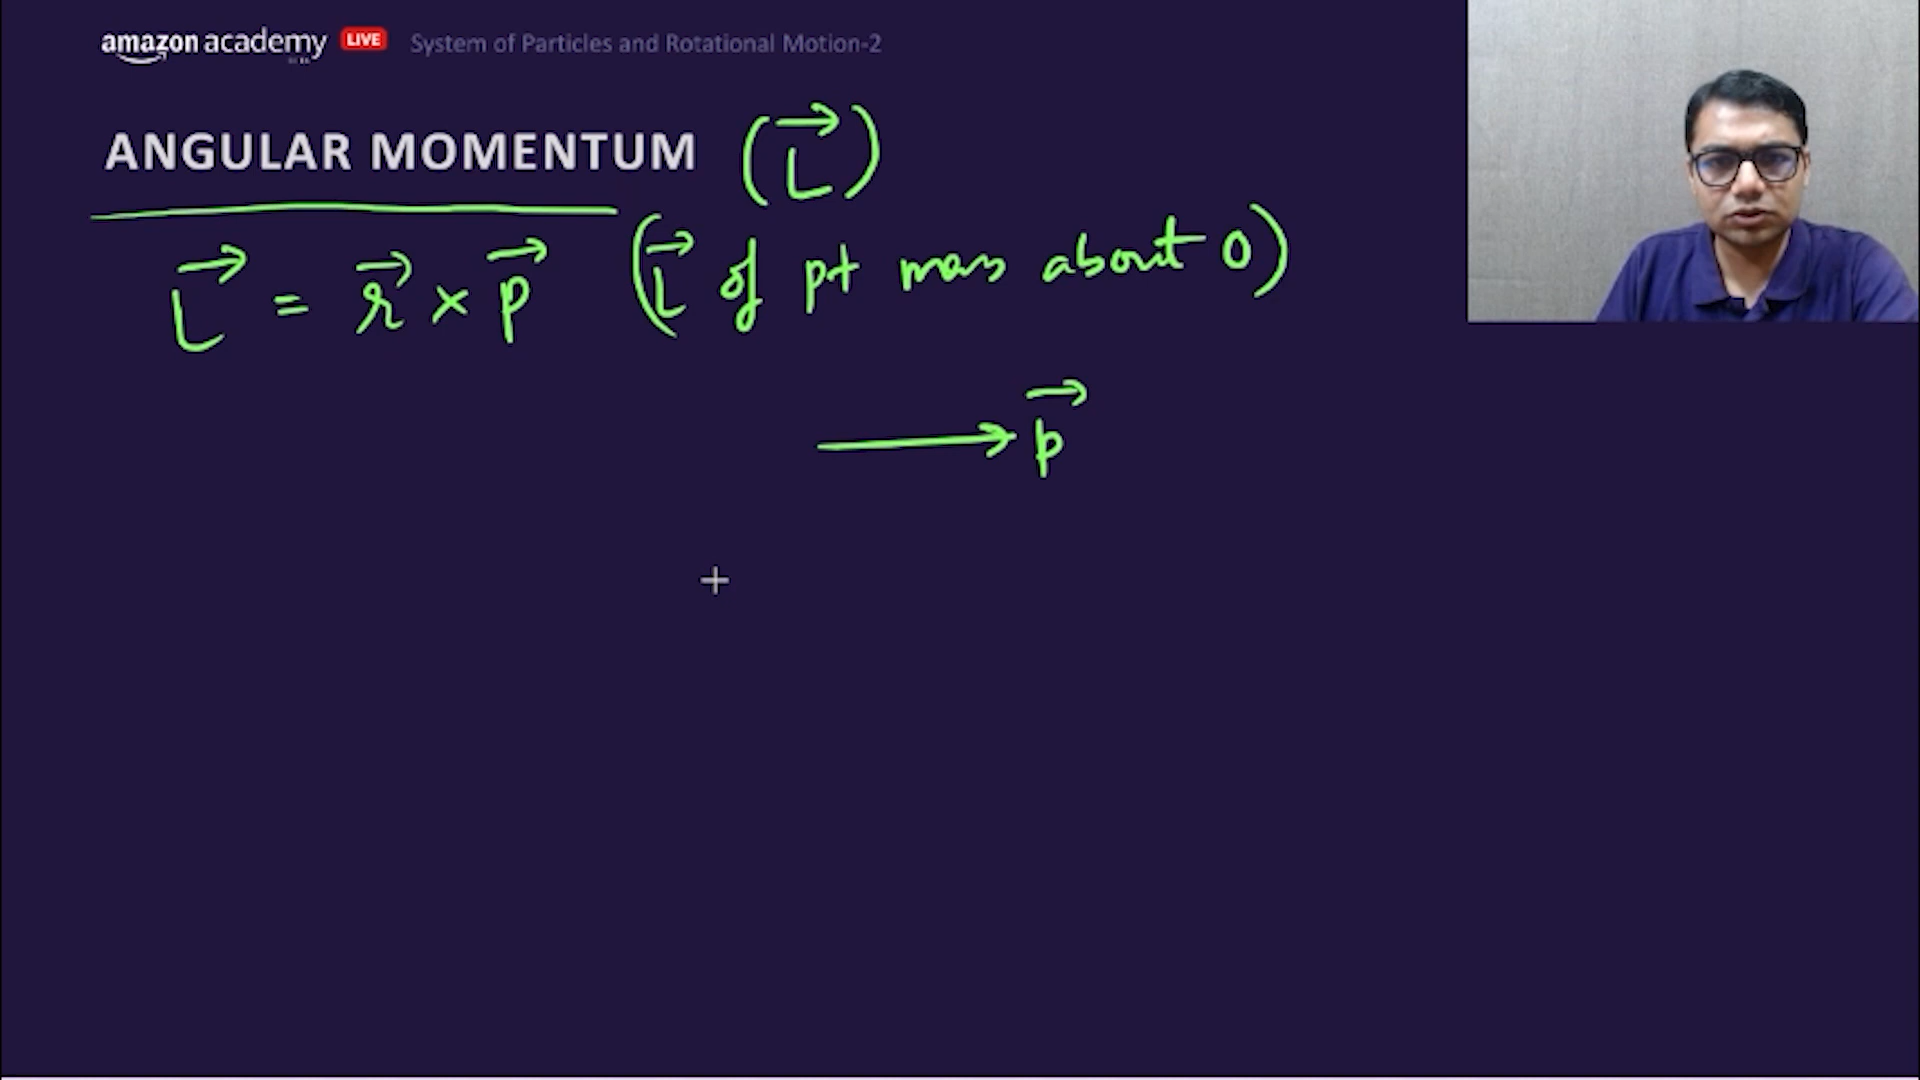 amazon academy LIVE System of Particles and Rotational Motion-2
ANGULAR MOMENTUM (L⃗)
L⃗ = r⃗ × p⃗ (L⃗ of pt mass about O)
p⃗